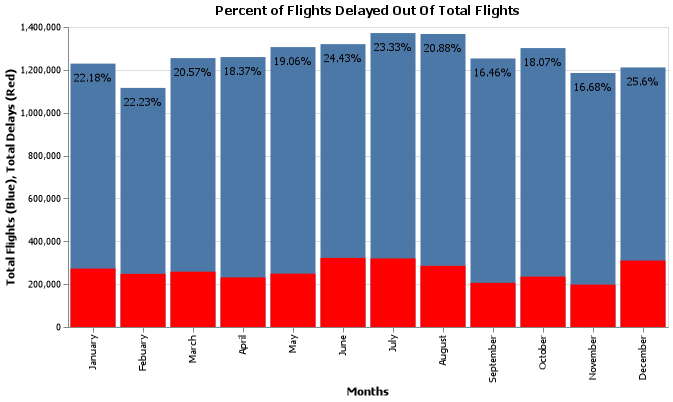 Percent of Flights Delayed Out Of Total Flights
Total Flights (Blue), Total Delays (Red)
1,400,000
1,200,000
1,000,000
800,000
600,000
400,000
200,000
0
22.18%
22.23%
20.57%
18.37%
19.06%
24.43%
23.33%
20.88%
16.46%
18.07%
16.68%
25.6%
January
Febuary
March
April
May
June
July
August
September
October
November
December
Months